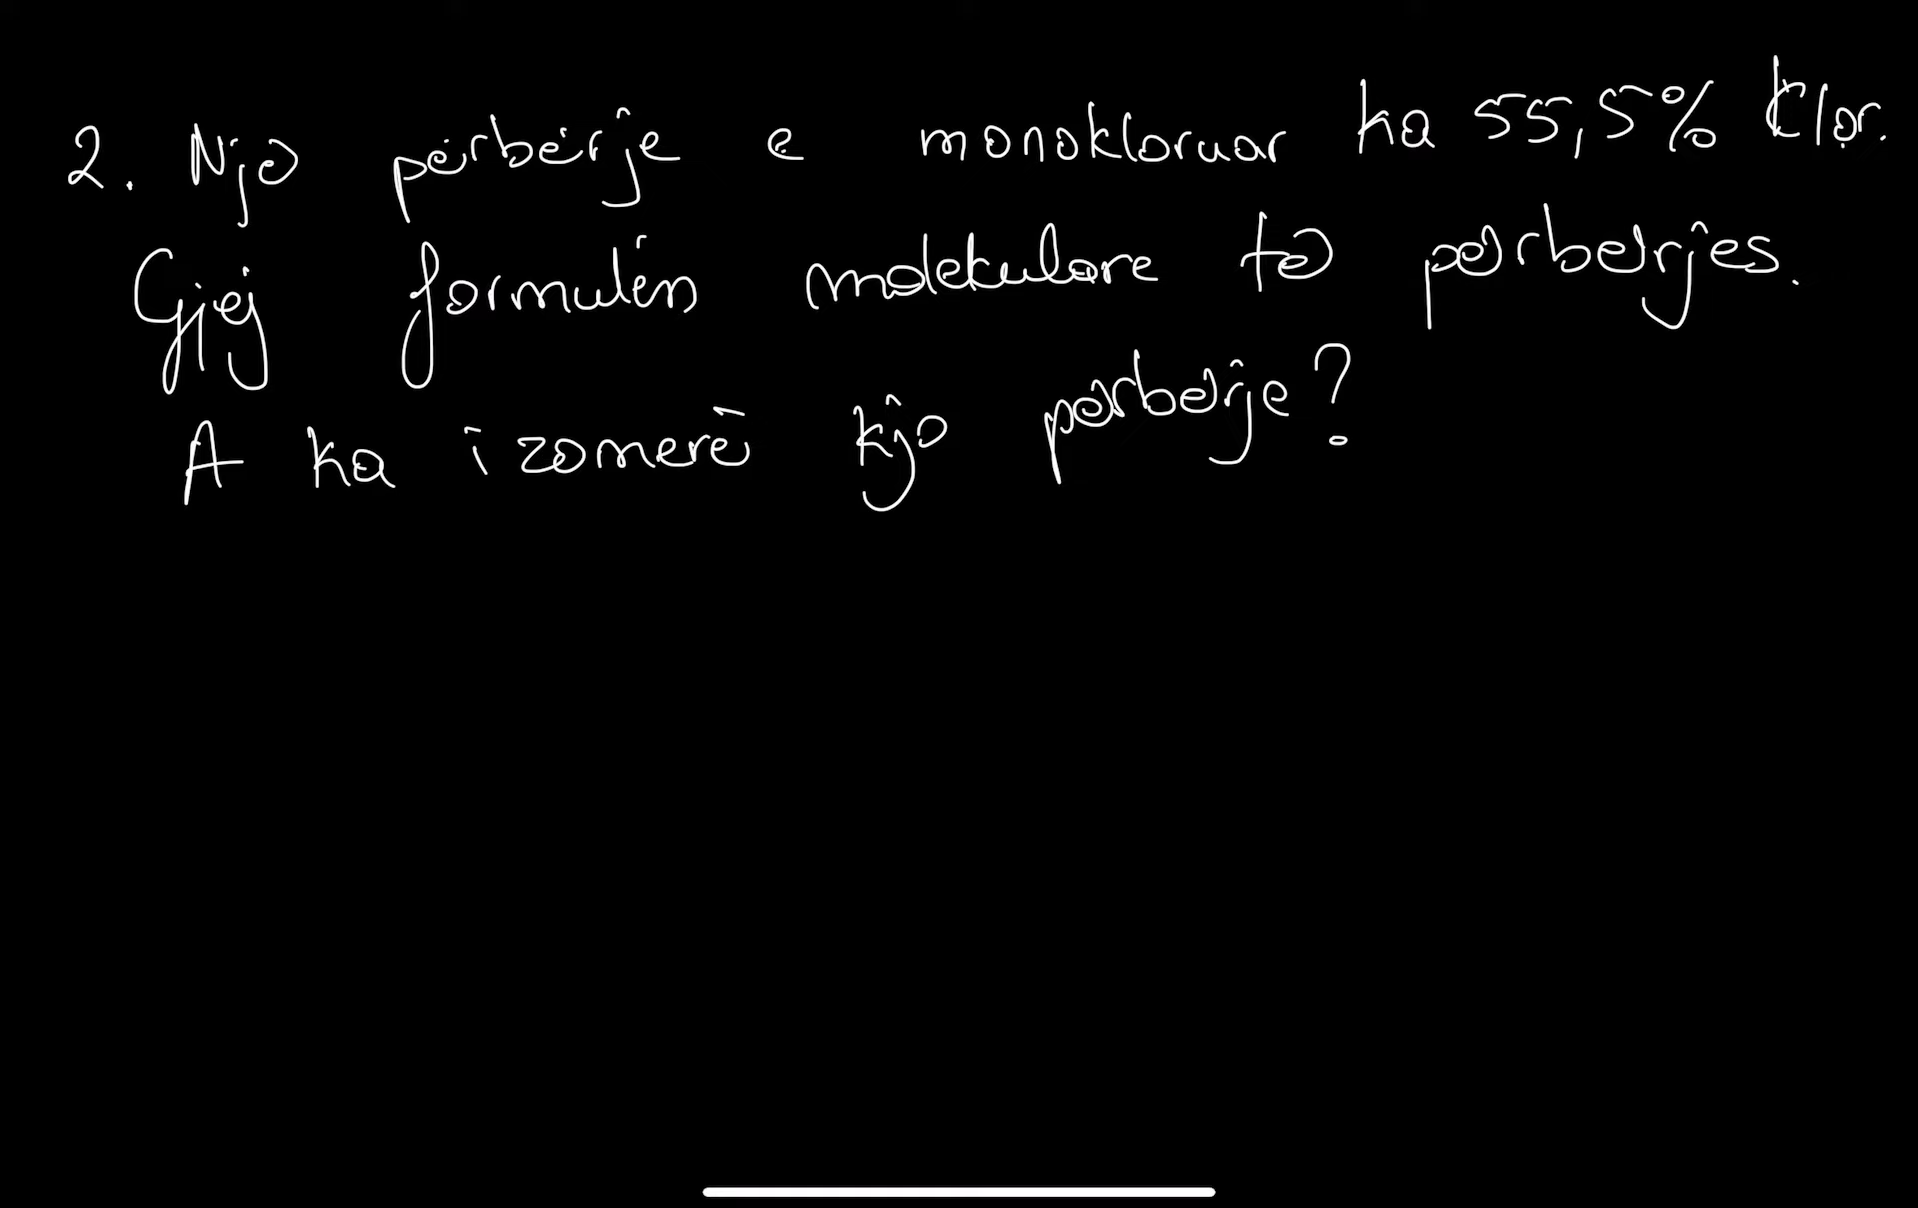 2. Një përbërje e monokloruar ka 55,5% klor.
Gjej formulën molekulare të përbërjes.
A ka izomerë kjo përbërje?